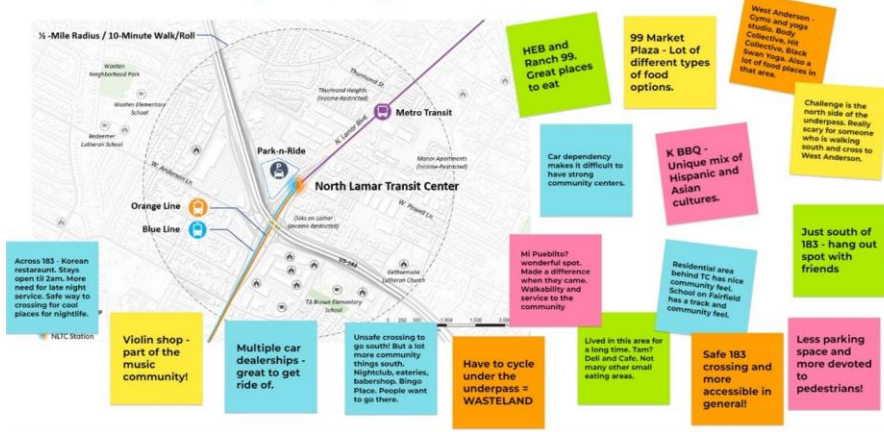 ½ -Mile Radius / 10-Minute Walk/Roll
Wooten
Neighborhood Park
Wooten Elementary
School
Redeemer
Lutheran School
W. Anderson Ln
Thurmond St
Thurmond Heights
(Income-Restricted)
N. Lamar Blvd.
Metro Transit
Park-n-Ride
Manor Apartments
(Income-Restricted)
North Lamar Transit Center
Orange Line
Blue Line
W. Powell Ln
Oaks on Lamar
(Income-Restricted)
US-183
Gethsemane
Lutheran Church
T.A Brown Elementary
School
NLTC Station
HEB and
Ranch 99.
Great places
to eat
99 Market
Plaza - Lot of
different types
of food
options.
West Anderson -
Gyms and yoga
studio. Body
Collective, Hit
Collective, Black
Swan Yoga. Also a
lot of food places in
that area.
Challenge is the
north side of the
underpass. Really
scary for someone
who is walking
south and cross to
West Anderson.
Car dependency
makes it difficult to
have strong
community centers.
K BBQ -
Unique mix of
Hispanic and
Asian
cultures.
Just south of
183 - hang out
spot with
friends
Mi Pueblito?
wonderful spot.
Made a difference
when they came.
Walkability and
service to the
community
Residential area
behind TC has nice
community feel.
School on Fairfield
has a track and
community feel.
Across 183 - Korean
restaraunt. Stays
open til 2am. More
need for late night
service. Safe way to
crossing for cool
places for nightlife.
Violin shop -
part of the
music
community!
Multiple car
dealerships -
great to get
ride of.
Unsafe crossing to
go south! But a lot
more community
things south.
Nightclub, eateries,
babershop. Bingo
Place. People want
to go there.
Have to cycle
under the
underpass =
WASTELAND
Lived in this area for
a long time. Tam?
Deli and Cafe. Not
many other small
eating areas.
Safe 183
crossing and
more
accessible in
general!
Less parking
space and
more devoted
to
pedestrians!